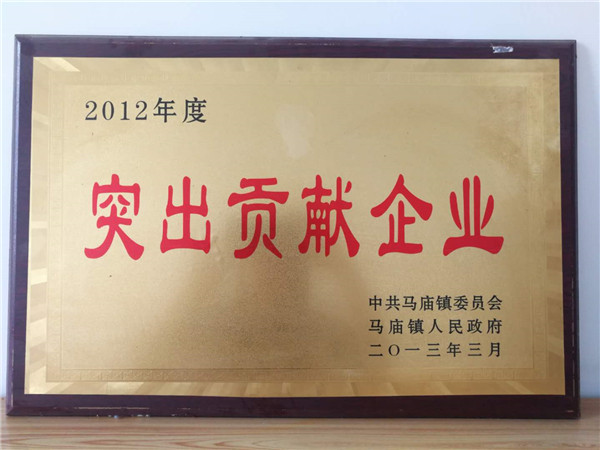 2012年度
突出贡献企业
中共马庙镇委员会
马庙镇人民政府
二〇一三年三月